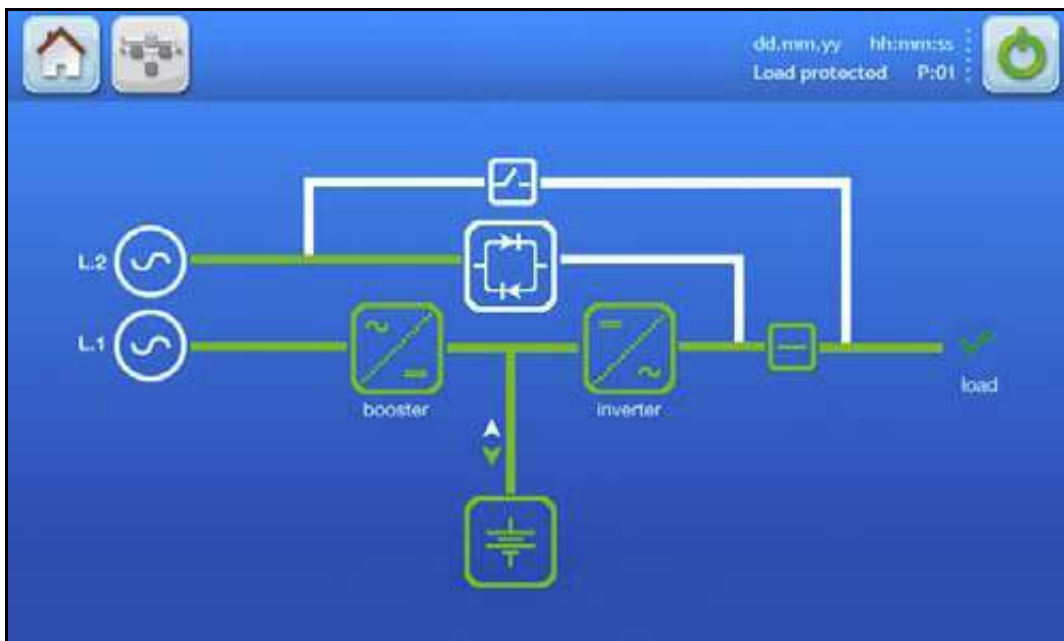 dd.mm.yy hh:mm:ss
Load protected P:01
L.2
L.1
booster
inverter
load